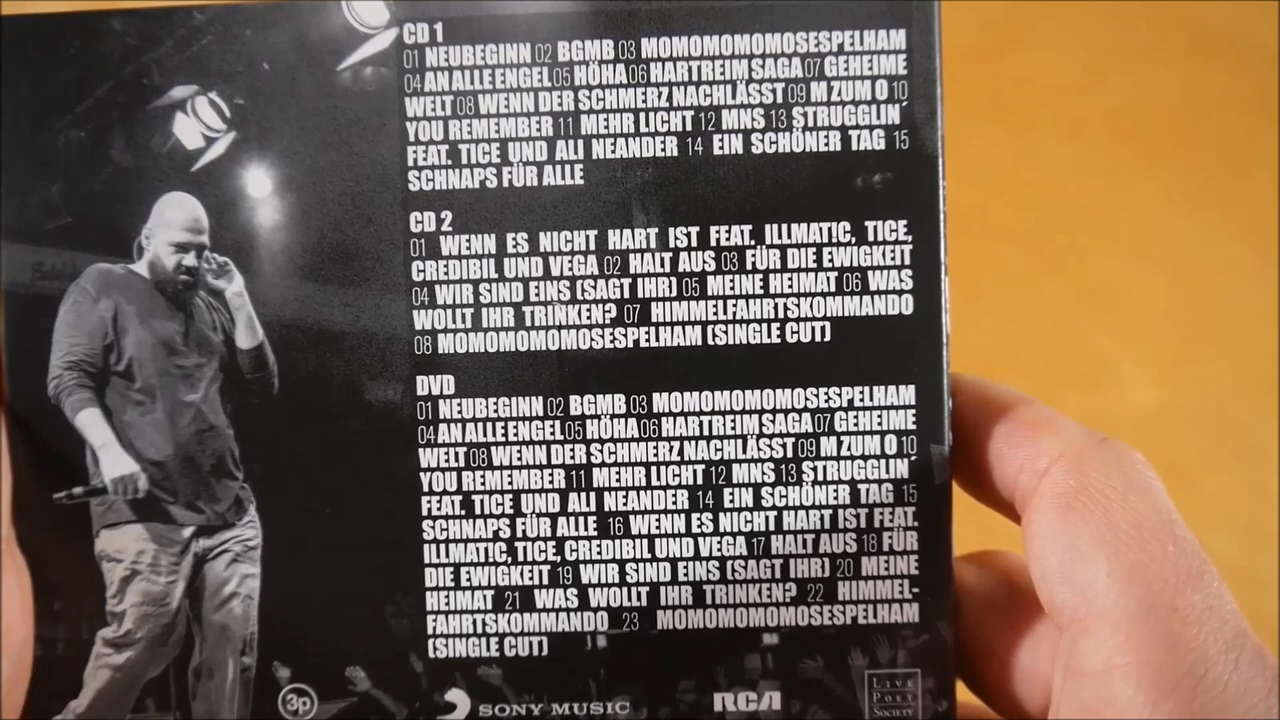 CD 1
01 NEUBEGINN 02 BGMB 03 MOMOMOMOMOSESPELHAM
04 AN ALLE ENGEL 05 HÖHA 06 HARTREIM SAGA 07 GEHEIME
WELT 08 WENN DER SCHMERZ NACHLÄSST 09 M ZUM O 10
YOU REMEMBER 11 MEHR LICHT 12 MNS 13 STRUGGLIN´
FEAT. TICE UND ALI NEANDER 14 EIN SCHÖNER TAG 15
SCHNAPS FÜR ALLE
CD 2
01 WENN ES NICHT HART IST FEAT. ILLMAT!C, TICE,
CREDIBIL UND VEGA 02 HALT AUS 03 FÜR DIE EWIGKEIT
04 WIR SIND EINS (SAGT IHR) 05 MEINE HEIMAT 06 WAS
WOLLT IHR TRINKEN? 07 HIMMELFAHRTSKOMMANDO
08 MOMOMOMOMOSESPELHAM (SINGLE CUT)
DVD
01 NEUBEGINN 02 BGMB 03 MOMOMOMOMOSESPELHAM
04 AN ALLE ENGEL 05 HÖHA 06 HARTREIM SAGA 07 GEHEIME
WELT 08 WENN DER SCHMERZ NACHLÄSST 09 M ZUM O 10
YOU REMEMBER 11 MEHR LICHT 12 MNS 13 STRUGGLIN´
FEAT. TICE UND ALI NEANDER 14 EIN SCHÖNER TAG 15
SCHNAPS FÜR ALLE 16 WENN ES NICHT HART IST FEAT.
ILLMAT!C, TICE, CREDIBIL UND VEGA 17 HALT AUS 18 FÜR
DIE EWIGKEIT 19 WIR SIND EINS (SAGT IHR) 20 MEINE
HEIMAT 21 WAS WOLLT IHR TRINKEN? 22 HIMMEL-
FAHRTSKOMMANDO 23 MOMOMOMOMOSESPELHAM
(SINGLE CUT)
3p
SONY MUSIC
RCA
LIVE
POET
SOCIETY